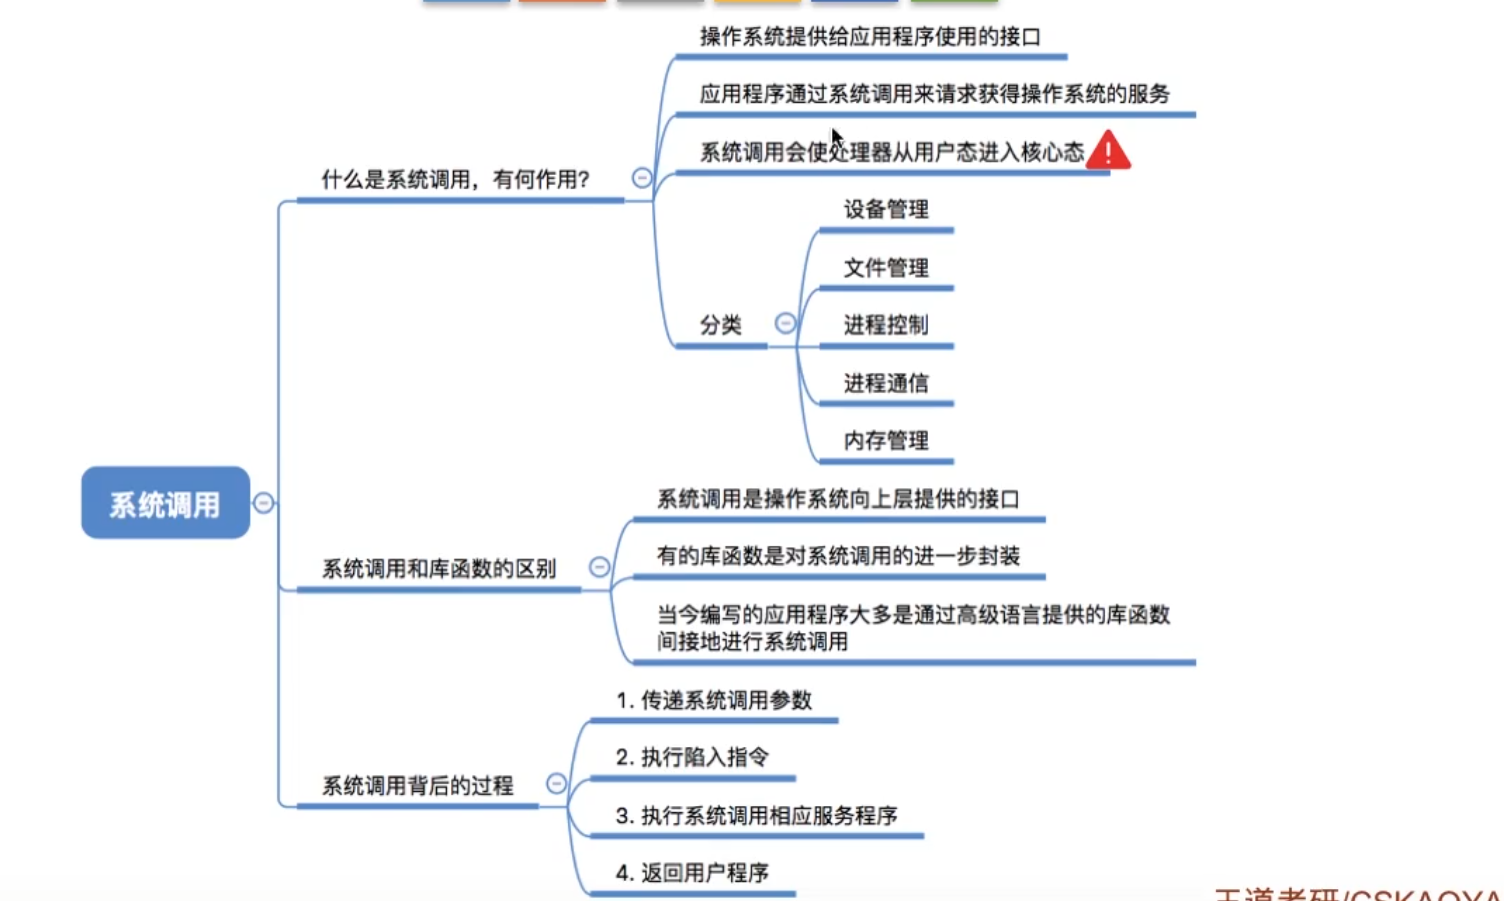 操作系统提供给应用程序使用的接口
应用程序通过系统调用来请求获得操作系统的服务
系统调用会使处理器从用户态进入核心态
什么是系统调用，有何作用?
设备管理
文件管理
分类
进程控制
进程通信
内存管理
系统调用
系统调用是操作系统向上层提供的接口
有的库函数是对系统调用的进一步封装
系统调用和库函数的区别
当今编写的应用程序大多是通过高级语言提供的库函数
间接地进行系统调用
1. 传递系统调用参数
2. 执行陷入指令
系统调用背后的过程
3. 执行系统调用相应服务程序
4. 返回用户程序
王道考研/CSKAOYA